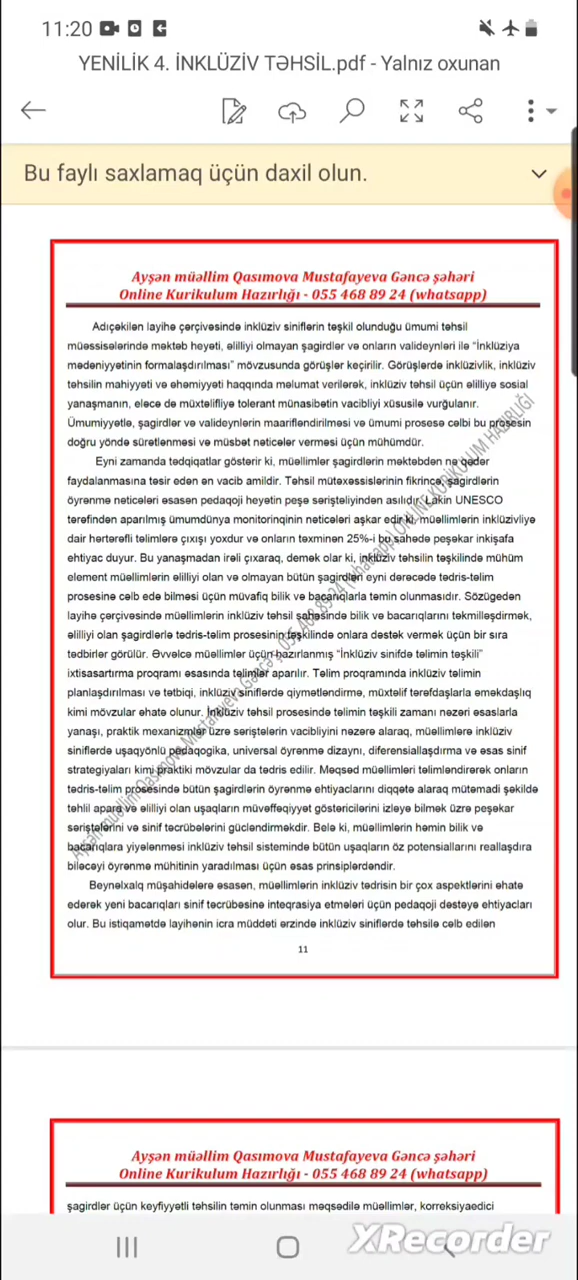 11:20
YENİLİK 4. İNKLÜZİV TƏHSİL.pdf - Yalnız oxunan
Bu faylı saxlamaq üçün daxil olun.
Ayşən müəllim Qasımova Mustafayeva Gəncə şəhəri
Online Kurikulum Hazırlığı - 055 468 89 24 (whatsapp)
Adıçəkilən layihə çərçivəsində inklüziv siniflərin təşkil olunduğu ümumi təhsil
müəssisələrində məktəb heyəti, əlilliyi olmayan şagirdlər və onların valideynləri ilə “İnklüziya
mədəniyyətinin formalaşdırılması” mövzusunda görüşlər keçirilir. Görüşlərdə inklüzivlik, inklüziv
təhsilin mahiyyəti və əhəmiyyəti haqqında məlumat verilərək, inklüziv təhsil üçün əlilliyə sosial
yanaşmanın, eləcə də müxtəlifliyə tolerant münasibətin vacibliyi xüsusilə vurğulanır.
Ümumiyyətlə, şagirdlər və valideynlərin maarifləndirilməsi və ümumi prosesə cəlbi bu prosesin
doğru yöndə sürətlənməsi və müsbət nəticələr verməsi üçün mühümdür.
Eyni zamanda tədqiqatlar göstərir ki, müəllimlər şagirdlərin məktəbdən nə qədər
faydalanmasına təsir edən ən vacib amildir. Təhsil mütəxəssislərinin fikrincə, şagirdlərin
öyrənmə nəticələri əsasən pedaqoji heyətin peşə səriştəliyindən asılıdır. Lakin UNESCO
tərəfindən aparılmış ümumdünya monitorinqinin nəticələri aşkar edir ki, müəllimlərin inklüzivliyə
dair hərtərəfli təlimlərə çıxışı yoxdur və onların təxminən 25%-i bu sahədə peşəkar inkişafa
ehtiyac duyur. Bu yanaşmadan irəli çıxaraq, demək olar ki, inklüziv təhsilin təşkilində mühüm
element müəllimlərin əlilliyi olan və olmayan bütün şagirdləri eyni dərəcədə tədris-təlim
prosesinə cəlb edə bilməsi üçün müvafiq bilik və bacarıqlarla təmin olunmasıdır. Sözügedən
layihə çərçivəsində müəllimlərin inklüziv təhsil sahəsində bilik və bacarıqlarını təkmilləşdirmək,
əlilliyi olan şagirdlərlə tədris-təlim prosesinin təşkilində onlara dəstək vermək üçün bir sıra
tədbirlər görülür. Əvvəlcə müəllimlər üçün hazırlanmış “İnklüziv sinifdə təlimin təşkili”
ixtisasartırma proqramı əsasında təlimlər aparılır. Təlim proqramında inklüziv təlimin
planlaşdırılması və tətbiqi, inklüziv siniflərdə qiymətləndirmə, müxtəlif tərəfdaşlarla əməkdaşlıq
kimi mövzular əhatə olunur. İnklüziv təhsil prosesində təlimin təşkili zamanı nəzəri əsaslarla
yanaşı, praktik mexanizmlər üzrə səriştələrin vacibliyini nəzərə alaraq, müəllimlərə inklüziv
siniflərdə uşaqyönlü pedaqogika, universal öyrənmə dizaynı, diferensiallaşdırma və əsas sinif
strategiyaları kimi praktiki mövzular da tədris edilir. Məqsəd müəllimləri təlimləndirərək onların
tədris-təlim prosesində bütün şagirdlərin öyrənmə ehtiyaclarını diqqətə alaraq mütəmadi şəkildə
təhlil apara və əlilliyi olan uşaqların müvəffəqiyyət göstəricilərini izləyə bilmək üzrə peşəkar
səriştələrini və sinif təcrübələrini gücləndirməkdir. Belə ki, müəllimlərin həmin bilik və
bacarıqlara yiyələnməsi inklüziv təhsil sistemində bütün uşaqların öz potensiallarını reallaşdıra
biləcəyi öyrənmə mühitinin yaradılması üçün əsas prinsiplərdəndir.
Beynəlxalq müşahidələrə əsasən, müəllimlərin inklüziv tədrisin bir çox aspektlərini əhatə
edərək yeni bacarıqları sinif təcrübəsinə inteqrasiya etmələri üçün pedaqoji dəstəyə ehtiyacları
olur. Bu istiqamətdə layihənin icra müddəti ərzində inklüziv siniflərdə təhsilə cəlb edilən
11
Ayşən müəllim Qasımova Mustafayeva Gəncə , 055 468 89 24 (whatsapp) ONLINE KURİKULUM HAZIRLIĞI
Ayşən müəllim Qasımova Mustafayeva Gəncə şəhəri
Online Kurikulum Hazırlığı - 055 468 89 24 (whatsapp)
şagirdlər üçün keyfiyyətli təhsilin təmin olunması məqsədilə müəllimlər, korreksiyaedici
XRecorder